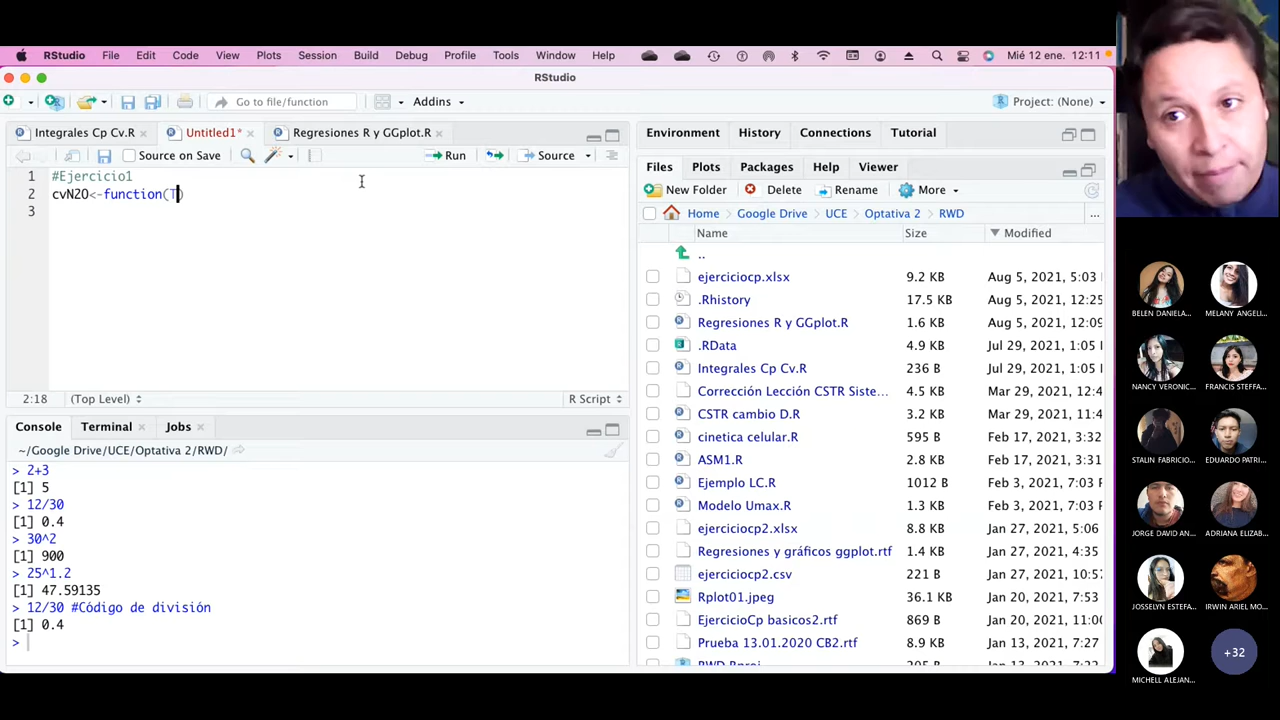 RStudio File Edit Code View Plots Session Build Debug Profile Tools Window Help Mié 12 ene. 12:11
RStudio
Go to file/function Addins Project: (None)
Integrales Cp Cv.R Untitled1* Regresiones R y GGplot.R
Source on Save Run Source
1 #Ejercicio1
2 cvN2O<-function(T)
3
2:18 (Top Level) R Script
Console Terminal Jobs
~/Google Drive/UCE/Optativa 2/RWD/
> 2+3
[1] 5
> 12/30
[1] 0.4
> 30^2
[1] 900
> 25^1.2
[1] 47.59135
> 12/30 #Código de división
[1] 0.4
>
Environment History Connections Tutorial
Files Plots Packages Help Viewer
New Folder Delete Rename More
Home Google Drive UCE Optativa 2 RWD ...
Name Size Modified
..
ejerciciocp.xlsx 9.2 KB Aug 5, 2021, 5:03
.Rhistory 17.5 KB Aug 5, 2021, 12:25
Regresiones R y GGplot.R 1.6 KB Aug 5, 2021, 12:09
.RData 4.9 KB Jul 29, 2021, 1:05
Integrales Cp Cv.R 236 B Jul 29, 2021, 1:05
Corrección Lección CSTR Siste... 4.5 KB Mar 29, 2021, 12:4
CSTR cambio D.R 3.2 KB Mar 29, 2021, 11:4
cinetica celular.R 595 B Feb 17, 2021, 3:32
ASM1.R 2.8 KB Feb 17, 2021, 3:31
Ejemplo LC.R 1012 B Feb 3, 2021, 7:03
Modelo Umax.R 1.3 KB Feb 3, 2021, 7:03
ejerciciocp2.xlsx 8.8 KB Jan 27, 2021, 5:06
Regresiones y gráficos ggplot.rtf 1.4 KB Jan 27, 2021, 4:35
ejerciciocp2.csv 221 B Jan 27, 2021, 10:5
Rplot01.jpeg 36.1 KB Jan 20, 2021, 7:53
EjercicioCp basicos2.rtf 869 B Jan 20, 2021, 11:0
Prueba 13.01.2020 CB2.rtf 8.9 KB Jan 13, 2021, 7:27
BELEN DANIELA... MELANY ANGELI...
NANCY VERONIC... FRANCIS STEFFA...
STALIN FABRICIO... EDUARDO PATRI...
JORGE DAVID AN... ADRIANA ELIZAB...
JOSSELYN ESTEFA... IRWIN ARIEL MO...
MICHELL ALEJAN... +32